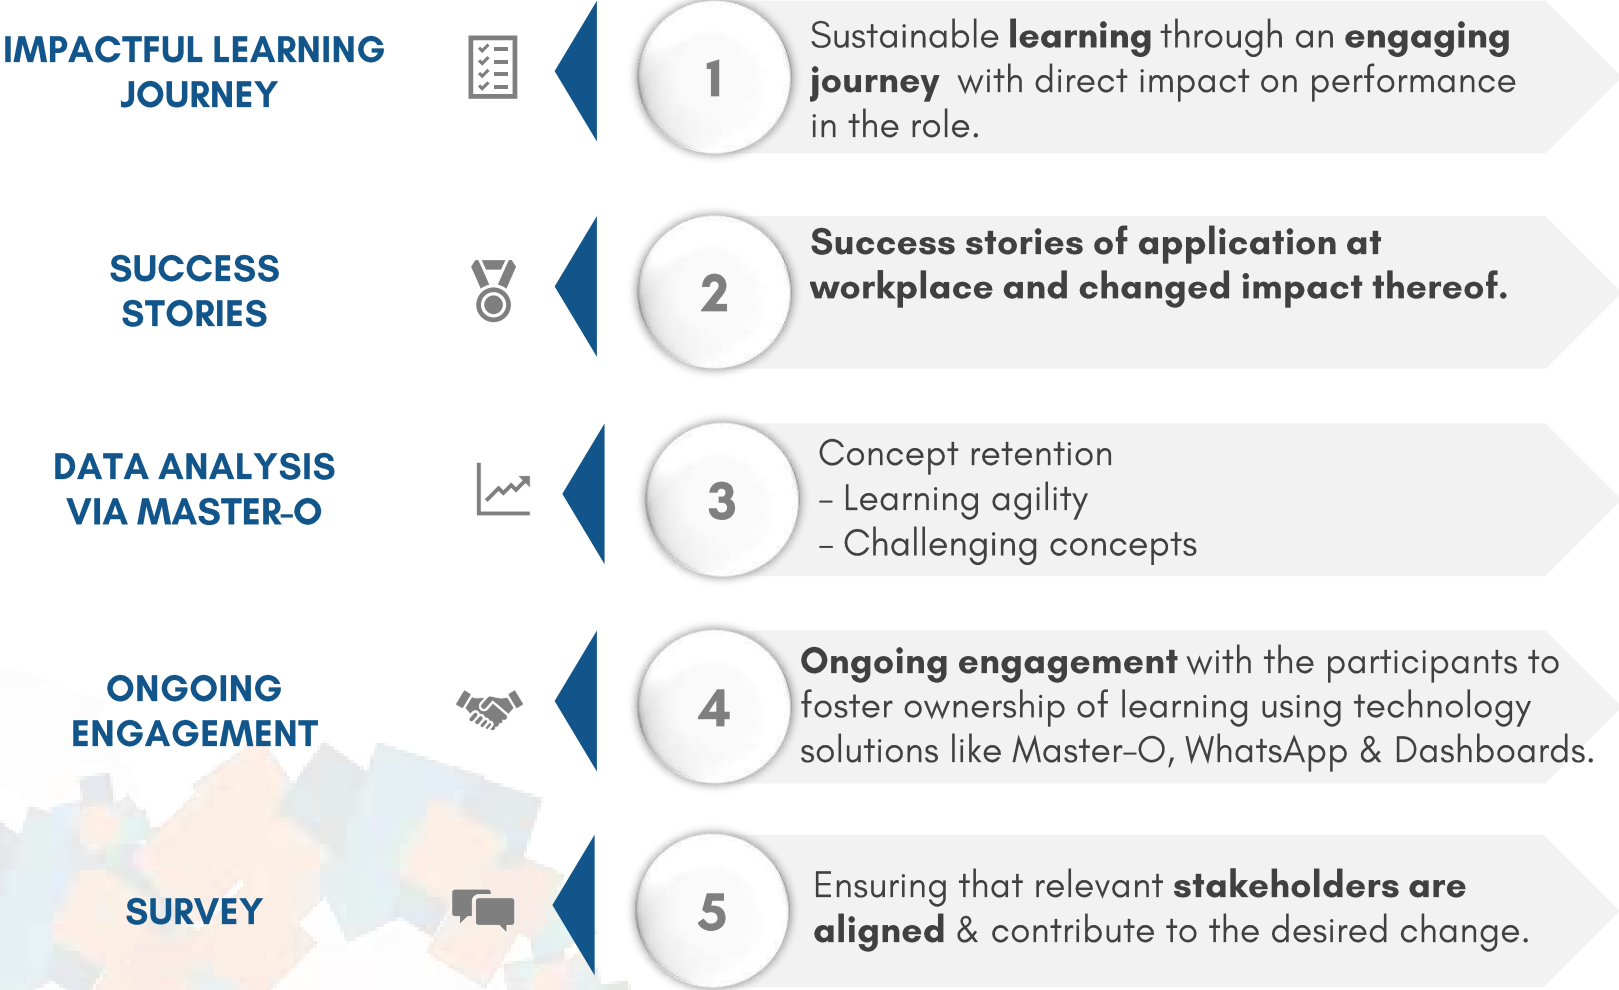 IMPACTFUL LEARNING
JOURNEY
1
Sustainable learning through an engaging
journey with direct impact on performance
in the role.
SUCCESS
STORIES
2
Success stories of application at
workplace and changed impact thereof.
DATA ANALYSIS
VIA MASTER-O
3
Concept retention
- Learning agility
- Challenging concepts
ONGOING
ENGAGEMENT
4
Ongoing engagement with the participants to
foster ownership of learning using technology
solutions like Master-O, WhatsApp & Dashboards.
SURVEY
5
Ensuring that relevant stakeholders are
aligned & contribute to the desired change.